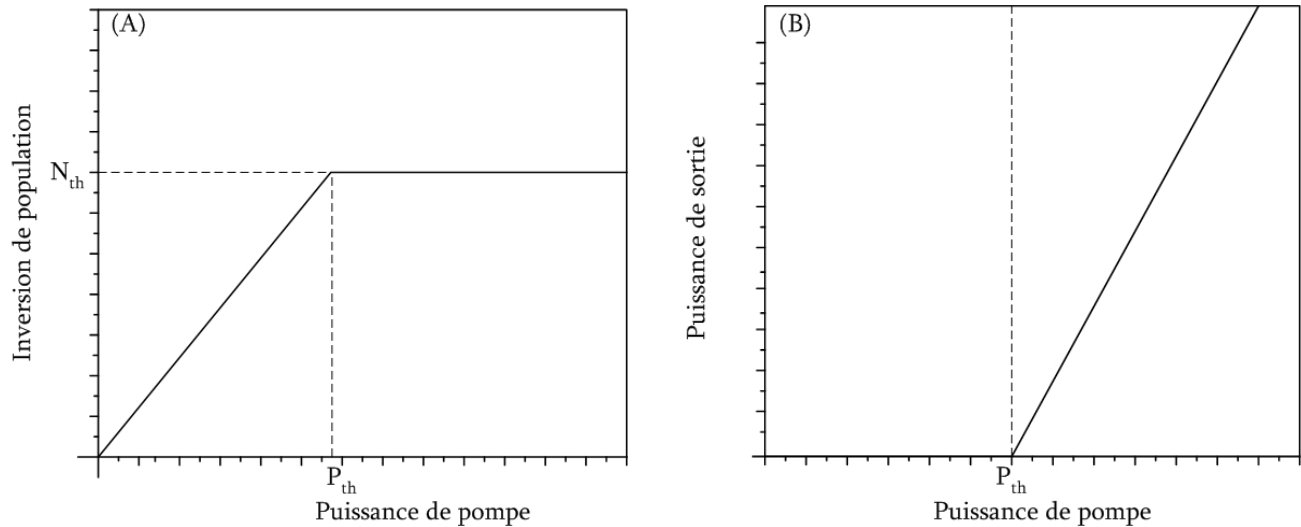 (A)
Inversion de population
N_th
P_th
Puissance de pompe
(B)
Puissance de sortie
P_th
Puissance de pompe